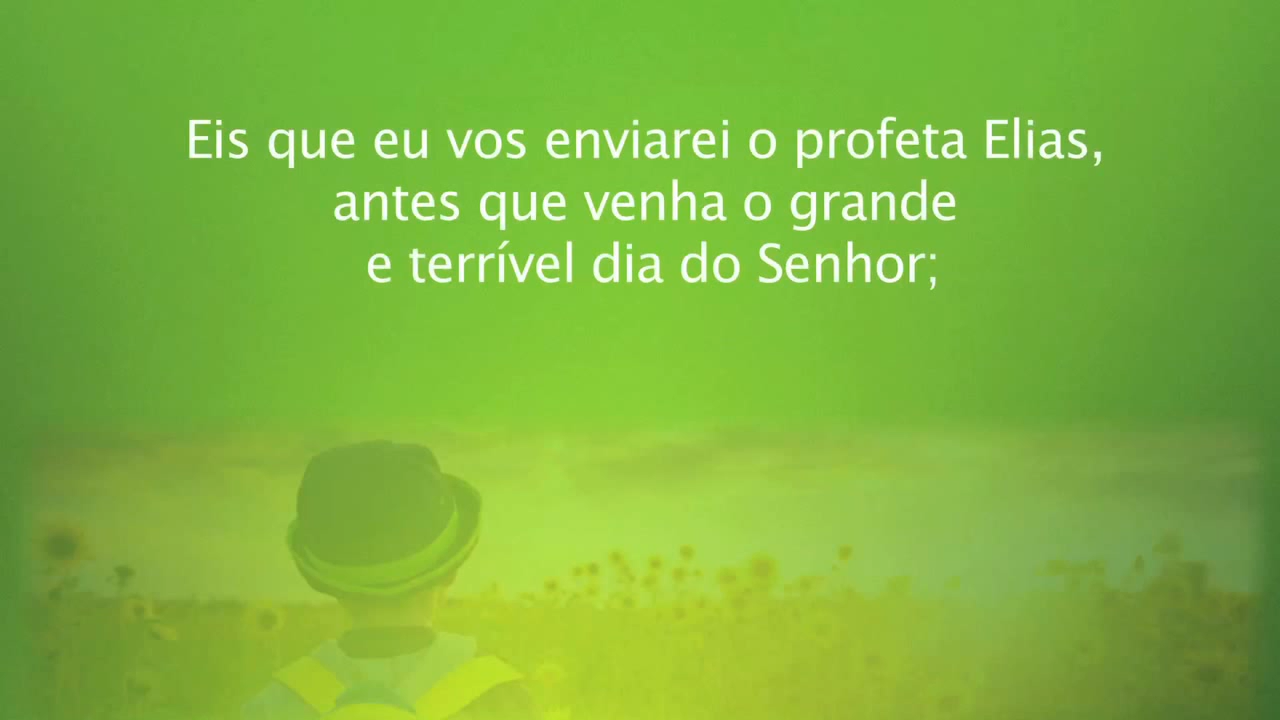 Eis que eu vos enviarei o profeta Elias,
antes que venha o grande
e terrível dia do Senhor;